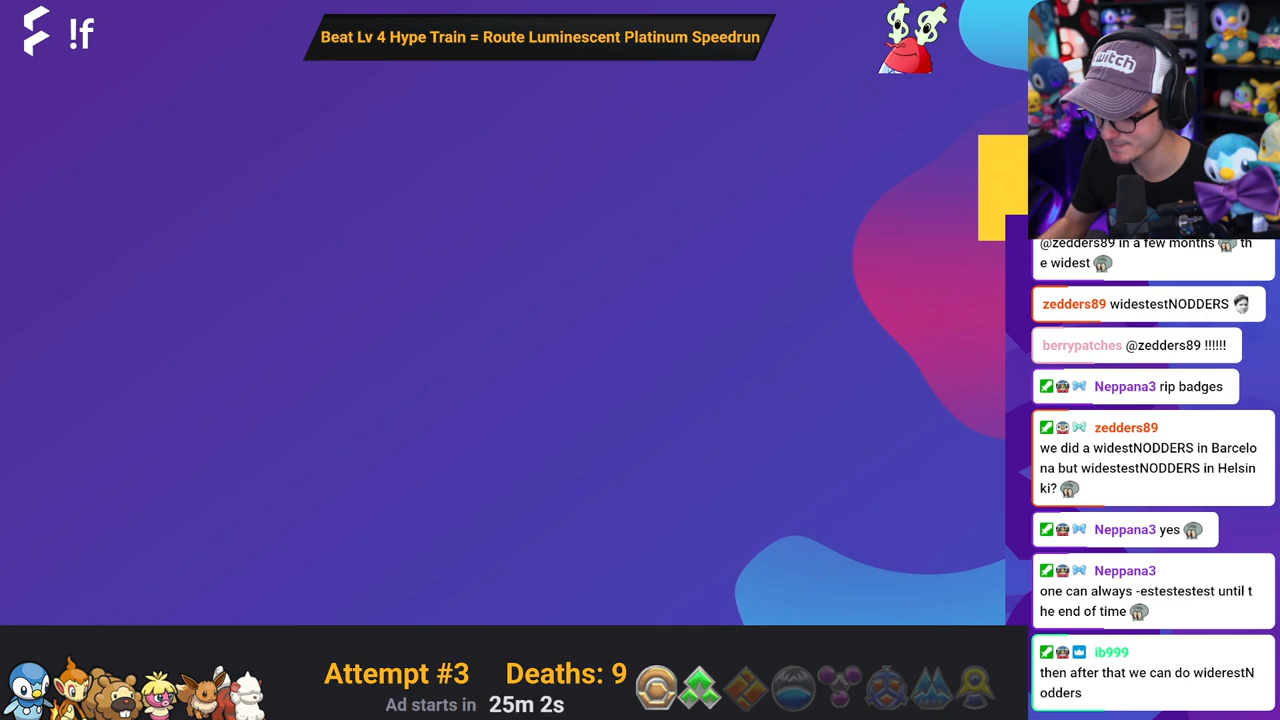 !f
Beat Lv 4 Hype Train = Route Luminescent Platinum Speedrun
twitch
@zedders89 in a few months th
e widest
zedders89 widestestNODDERS
berrypatches @zedders89 !!!!!!
Neppana3 rip badges
zedders89
we did a widestNODDERS in Barcelo
na but widestestNODDERS in Helsin
ki?
Neppana3 yes
Neppana3
one can always -estestestest until t
he end of time
ib999
then after that we can do widerestN
odders
Attempt #3 Deaths: 9
Ad starts in 25m 2s